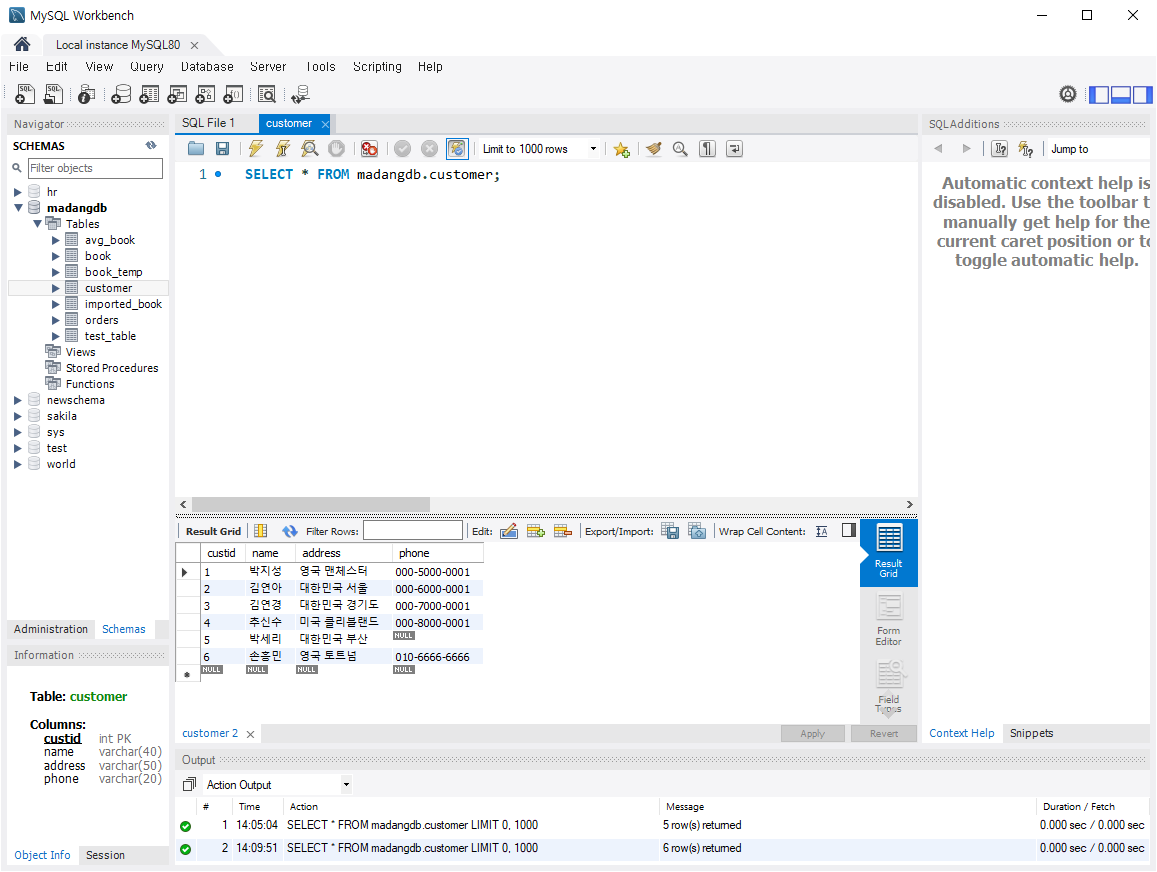 MySQL Workbench
Local instance MySQL80
File Edit View Query Database Server Tools Scripting Help
Navigator
SCHEMAS
Filter objects
hr
madangdb
Tables
avg_book
book
book_temp
customer
imported_book
orders
test_table
Views
Stored Procedures
Functions
newschema
sakila
sys
test
world
Administration Schemas
Information
Table: customer
Columns:
custid int PK
name varchar(40)
address varchar(50)
phone varchar(20)
Object Info Session
SQL File 1 customer
Limit to 1000 rows
1 SELECT * FROM madangdb.customer;
Result Grid Filter Rows: Edit: Export/Import: Wrap Cell Content:
custid name address phone
1 박지성 영국 맨체스터 000-5000-0001
2 김연아 대한민국 서울 000-6000-0001
3 김연경 대한민국 경기도 000-7000-0001
4 추신수 미국 클리블랜드 000-8000-0001
5 박세리 대한민국 부산 NULL
6 손흥민 영국 토트넘 010-6666-6666
NULL NULL NULL NULL
Result
Grid
Form
Editor
Field
Types
customer 2 Apply Revert
Output
Action Output
# Time Action Message Duration / Fetch
1 14:05:04 SELECT * FROM madangdb.customer LIMIT 0, 1000 5 row(s) returned 0.000 sec / 0.000 sec
2 14:09:51 SELECT * FROM madangdb.customer LIMIT 0, 1000 6 row(s) returned 0.000 sec / 0.000 sec
SQLAdditions
Jump to
Automatic context help is
disabled. Use the toolbar t
manually get help for the
current caret position or to
toggle automatic help.
Context Help Snippets